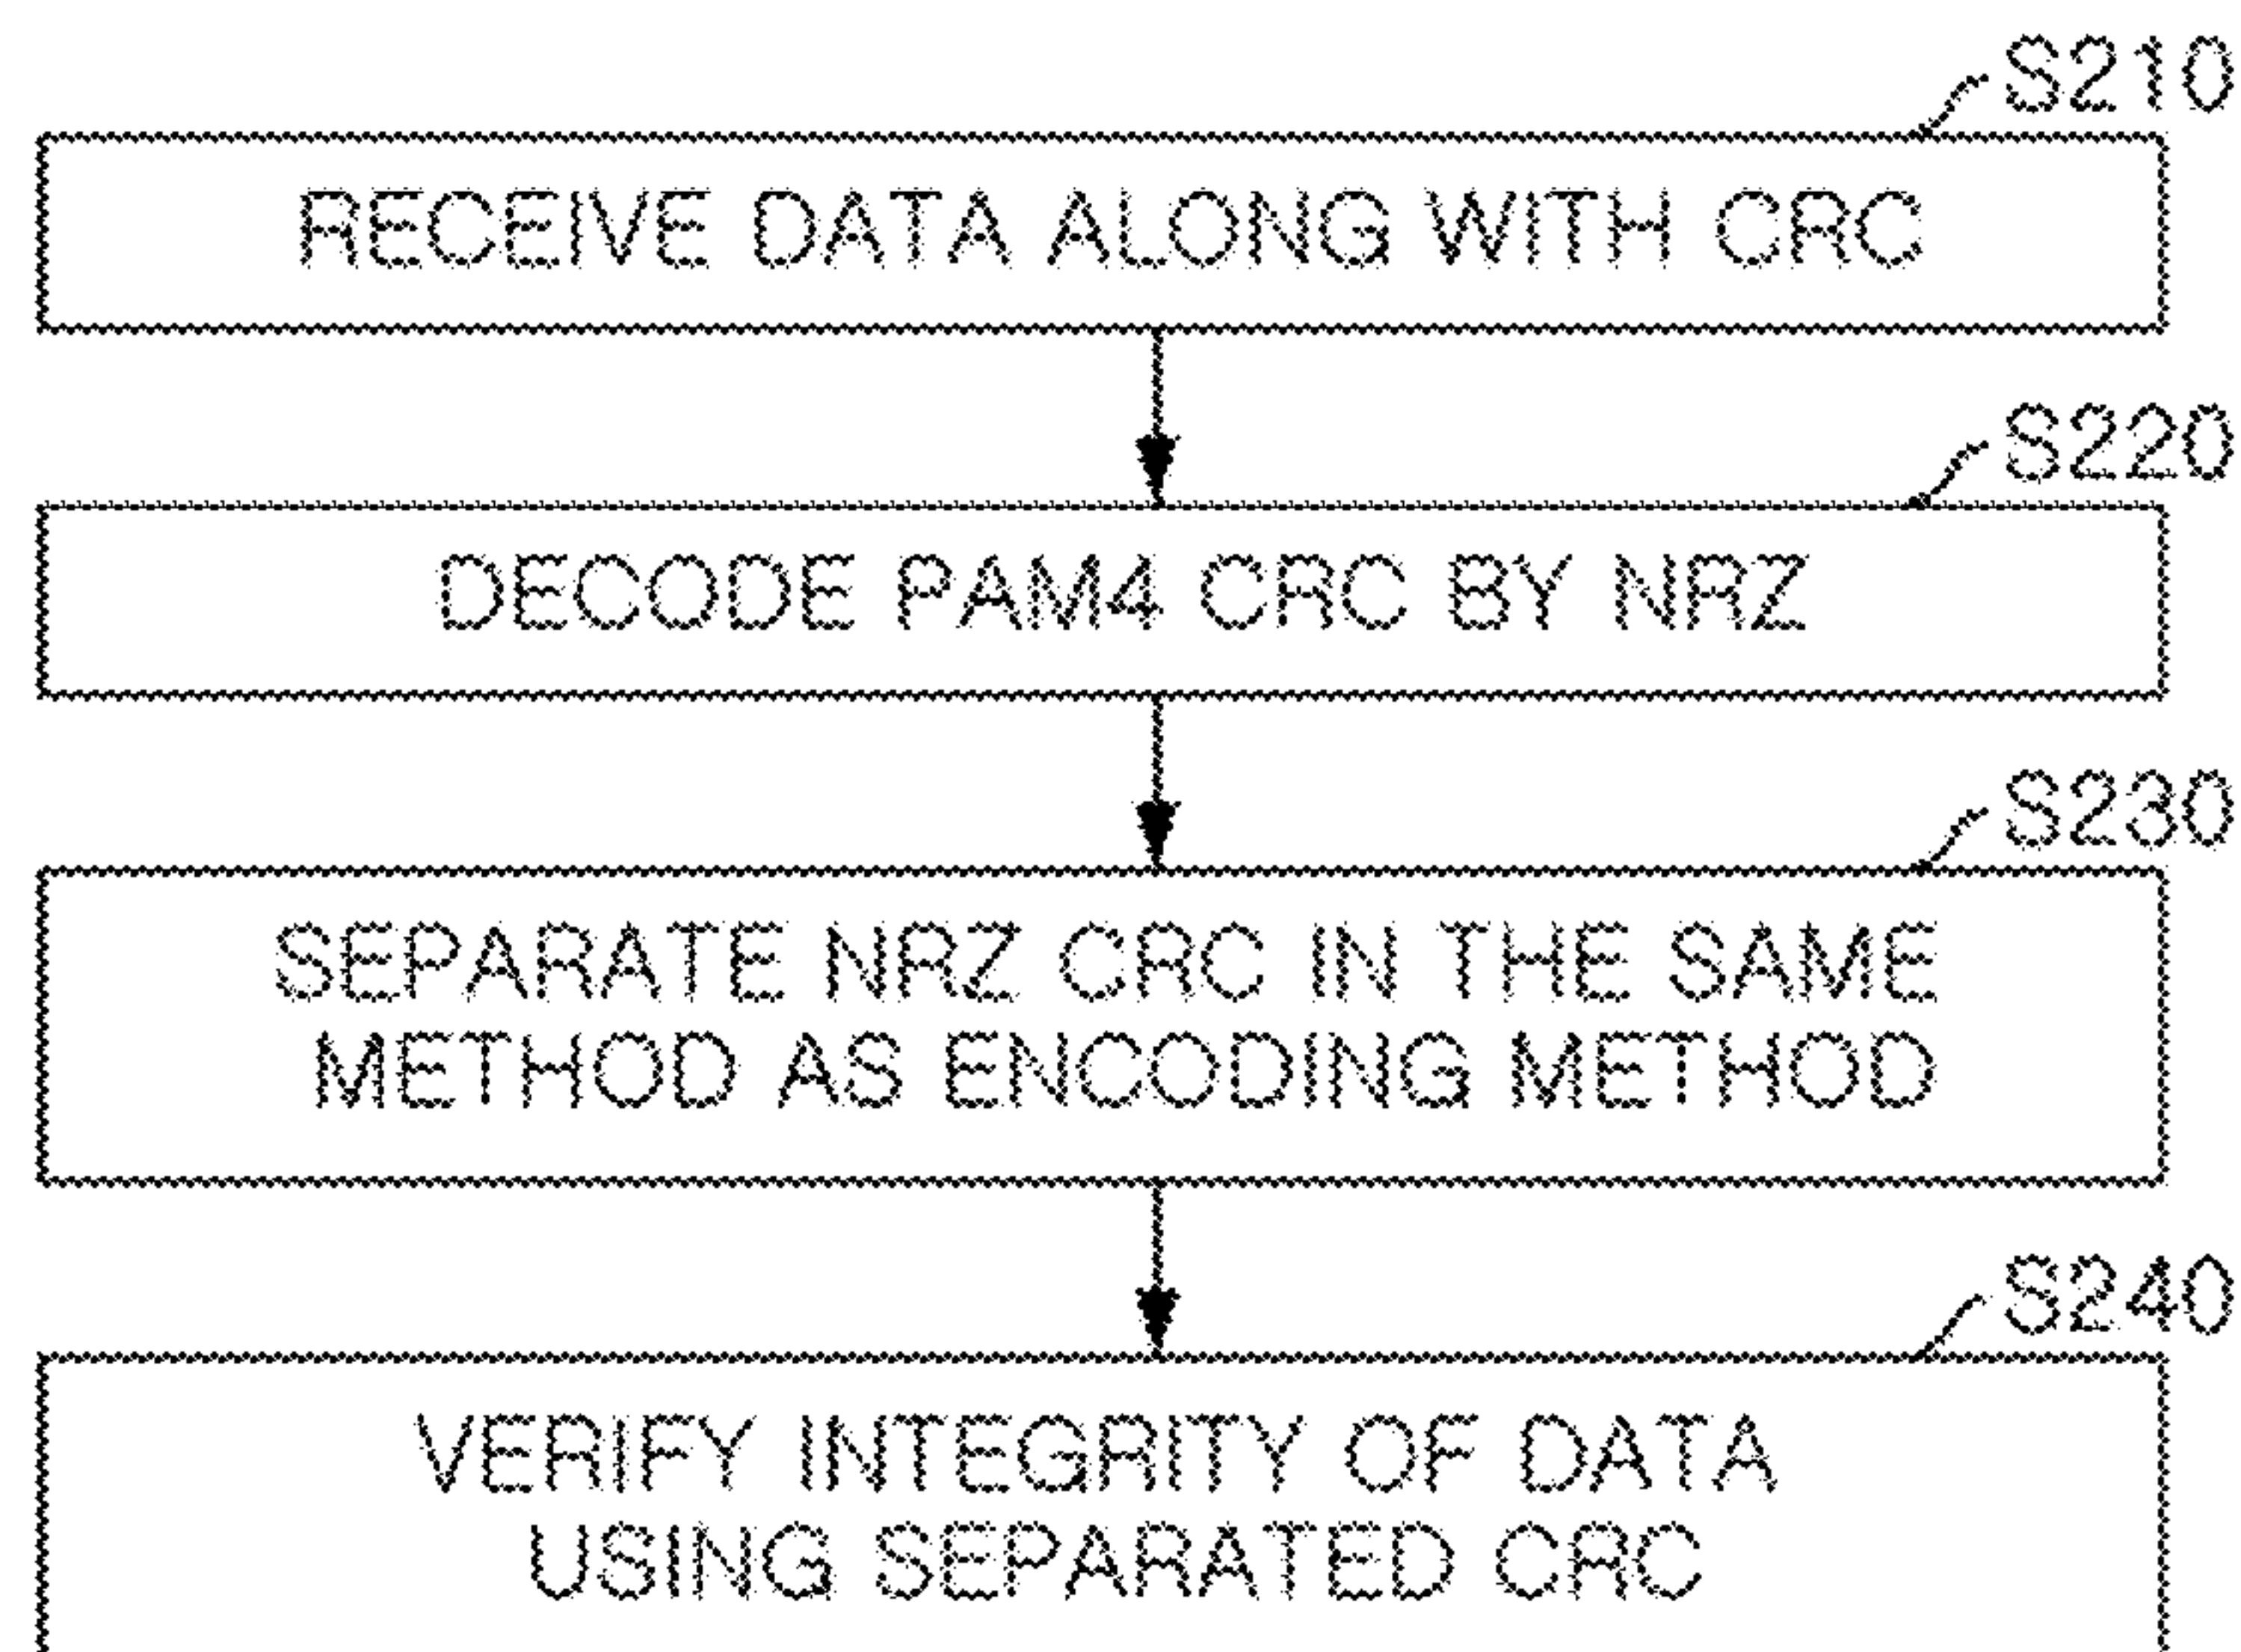 S210
RECEIVE DATA ALONG WITH CRC
S220
DECODE PAM4 CRC BY NRZ
S230
SEPARATE NRZ CRC IN THE SAME
METHOD AS ENCODING METHOD
S240
VERIFY INTEGRITY OF DATA
USING SEPARATED CRC